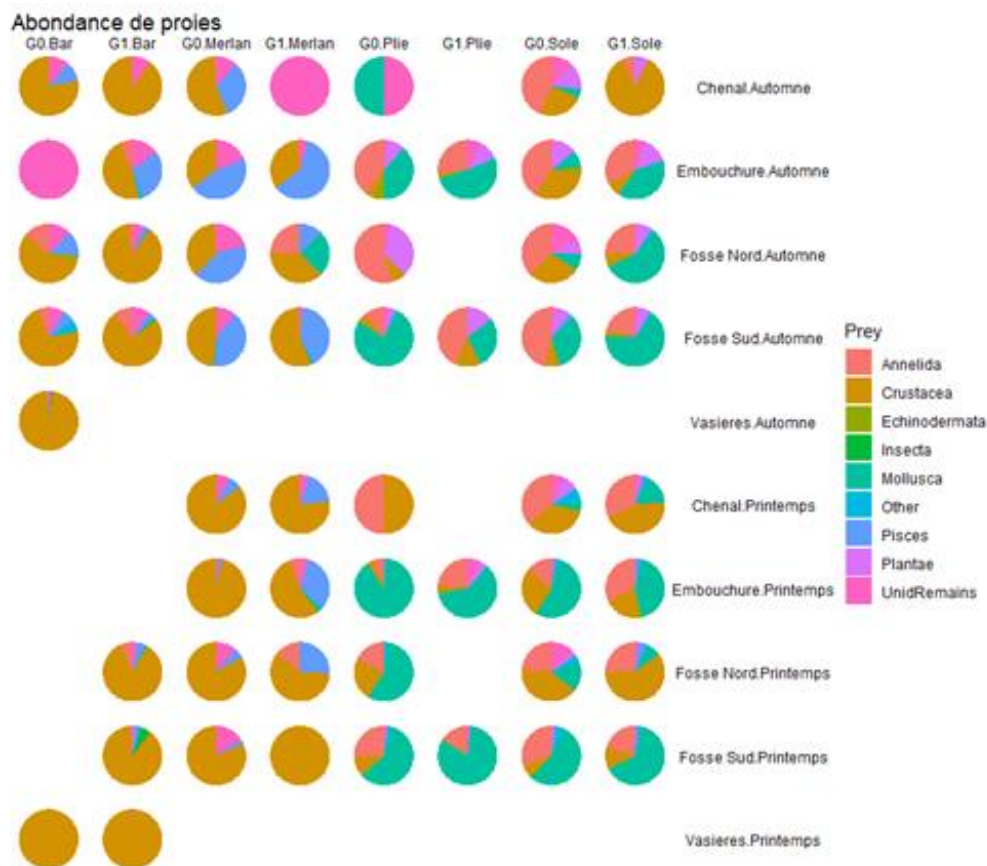 Abondance de proies
G0.Bar G1.Bar G0.Merlan G1.Merlan G0.Plie G1.Plie G0.Sole G1.Sole
Chenal.Automne
Embouchure.Automne
Fosse Nord.Automne
Fosse Sud.Automne
Vasieres.Automne
Chenal.Printemps
Embouchure.Printemps
Fosse Nord.Printemps
Fosse Sud.Printemps
Vasieres.Printemps
Prey
Annelida
Crustacea
Echinodermata
Insecta
Mollusca
Other
Pisces
Plantae
UnidRemains